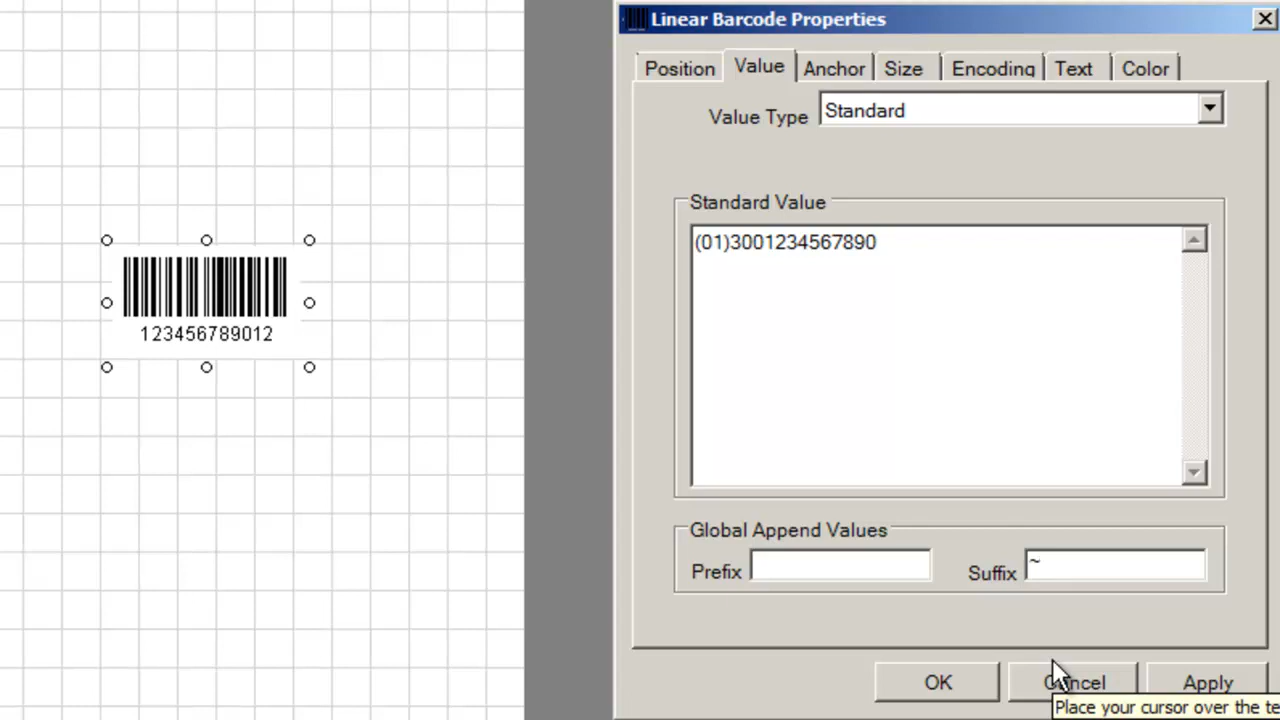 Linear Barcode Properties
Position Value Anchor Size Encoding Text Color
Value Type Standard
Standard Value
(01)3001234567890
123456789012
Global Append Values
Prefix Suffix ~
OK Cancel Apply
Place your cursor over the te